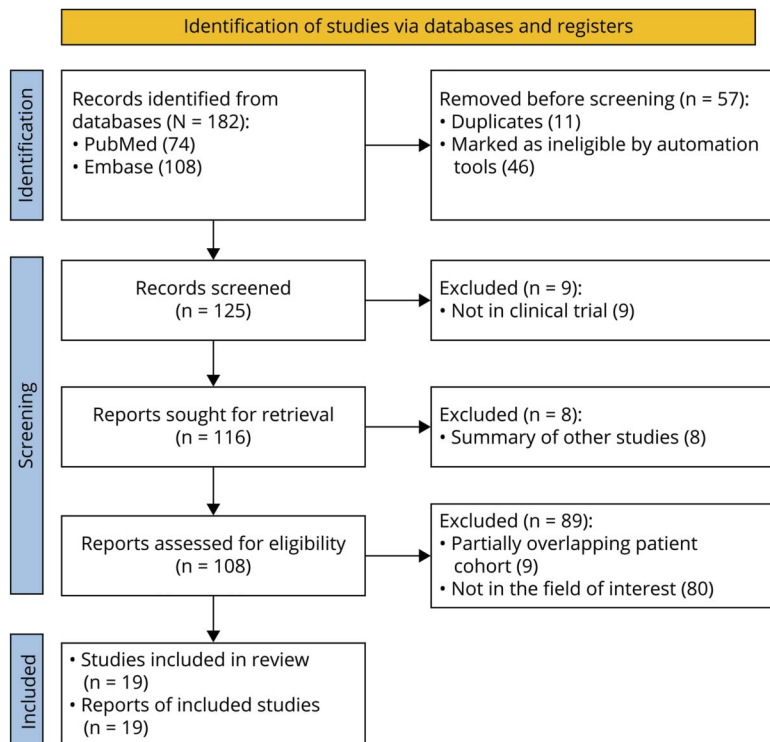 Identification of studies via databases and registers
Identification
Records identified from
databases (N = 182):
• PubMed (74)
• Embase (108)
Removed before screening (n = 57):
• Duplicates (11)
• Marked as ineligible by automation
tools (46)
Screening
Records screened
(n = 125)
Excluded (n = 9):
• Not in clinical trial (9)
Reports sought for retrieval
(n = 116)
Excluded (n = 8):
• Summary of other studies (8)
Reports assessed for eligibility
(n = 108)
Excluded (n = 89):
• Partially overlapping patient
cohort (9)
• Not in the field of interest (80)
Included
• Studies included in review
(n = 19)
• Reports of included studies
(n = 19)